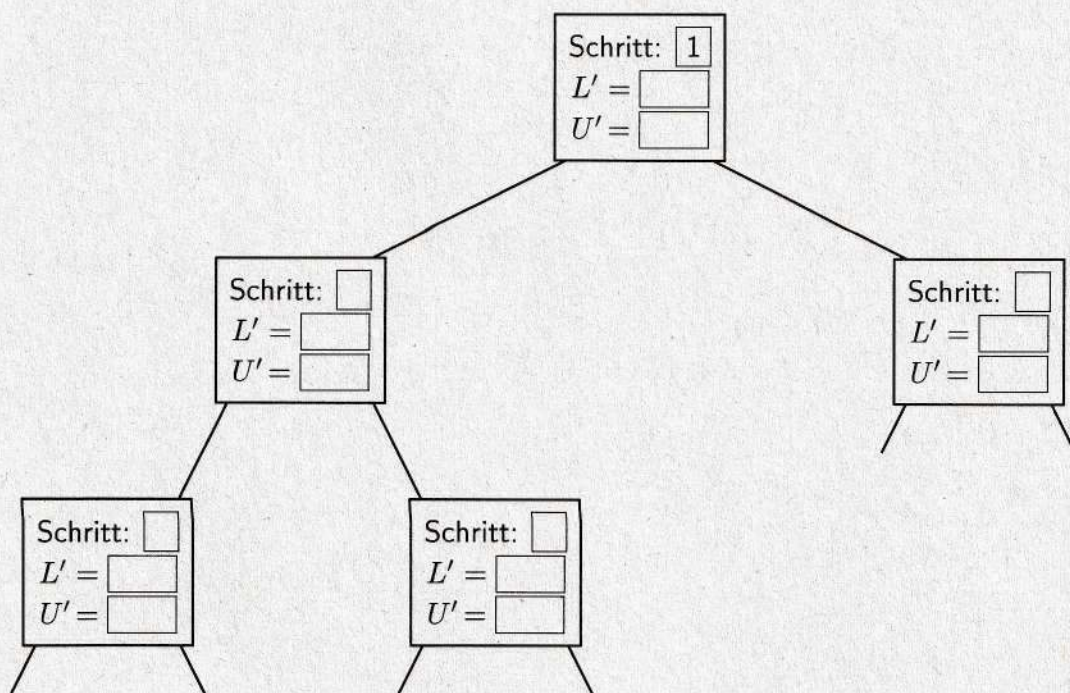 Schritt: 1
L′ =
U′ =
Schritt:
L′ =
U′ =
Schritt:
L′ =
U′ =
Schritt:
L′ =
U′ =
Schritt:
L′ =
U′ =